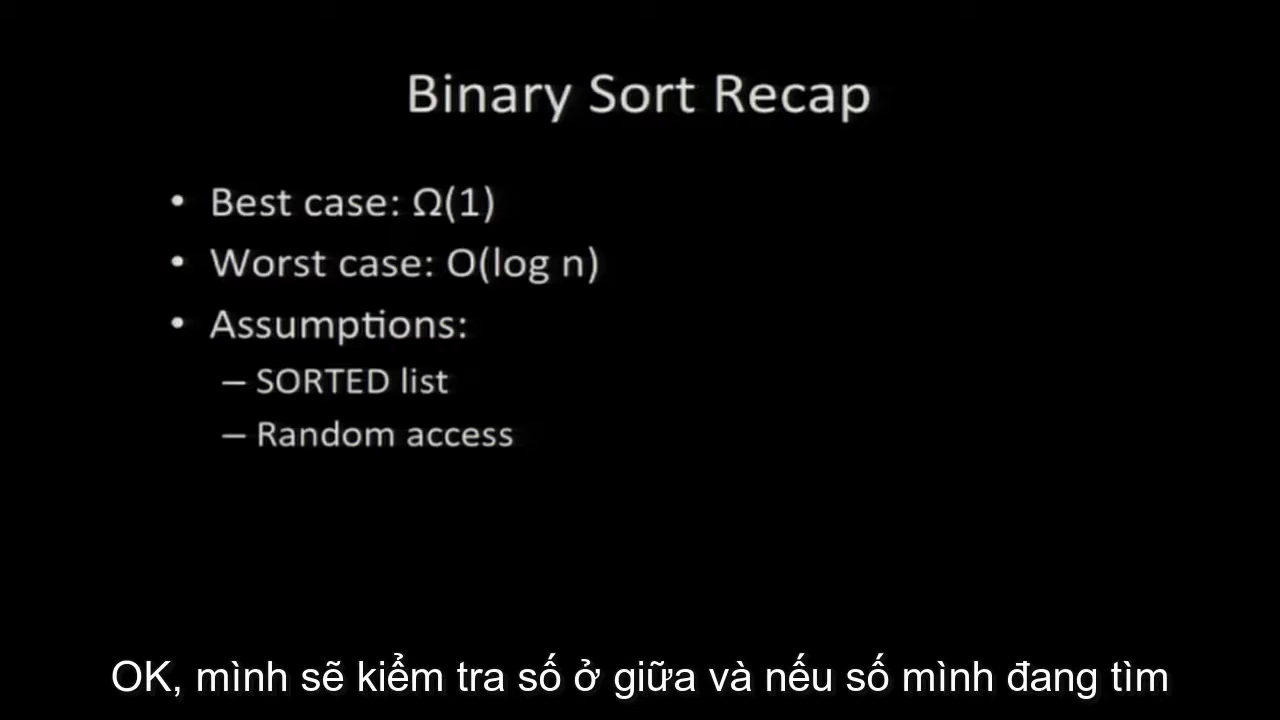 Binary Sort Recap
• Best case: Ω(1)
• Worst case: O(log n)
• Assumptions:
– SORTED list
– Random access
OK, mình sẽ kiểm tra số ở giữa và nếu số mình đang tìm